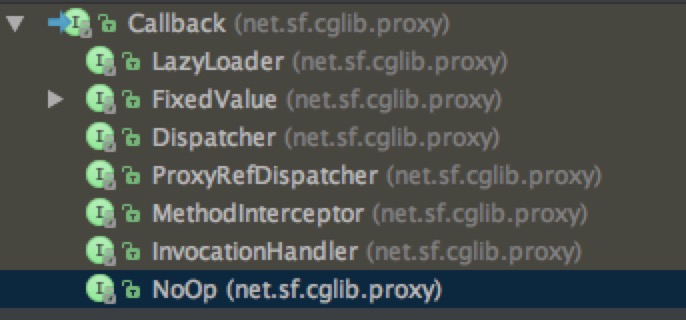 Callback (net.sf.cglib.proxy)
LazyLoader (net.sf.cglib.proxy)
FixedValue (net.sf.cglib.proxy)
Dispatcher (net.sf.cglib.proxy)
ProxyRefDispatcher (net.sf.cglib.proxy)
MethodInterceptor (net.sf.cglib.proxy)
InvocationHandler (net.sf.cglib.proxy)
NoOp (net.sf.cglib.proxy)